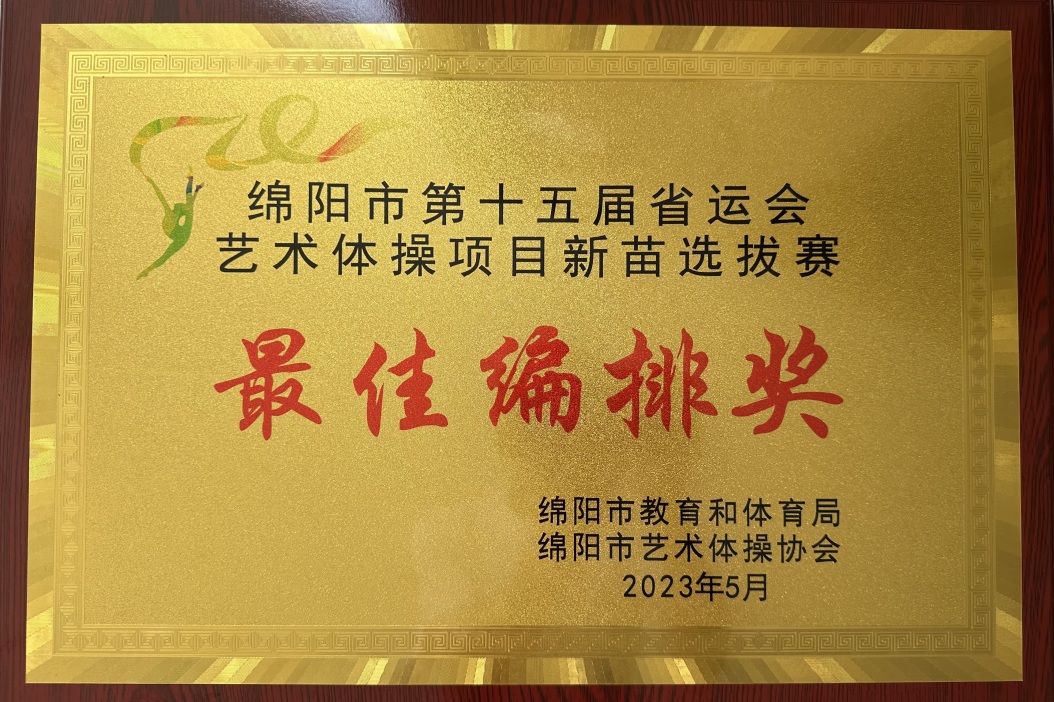 绵阳市第十五届省运会
艺术体操项目新苗选拔赛
最佳编排奖
绵阳市教育和体育局
绵阳市艺术体操协会
2023年5月